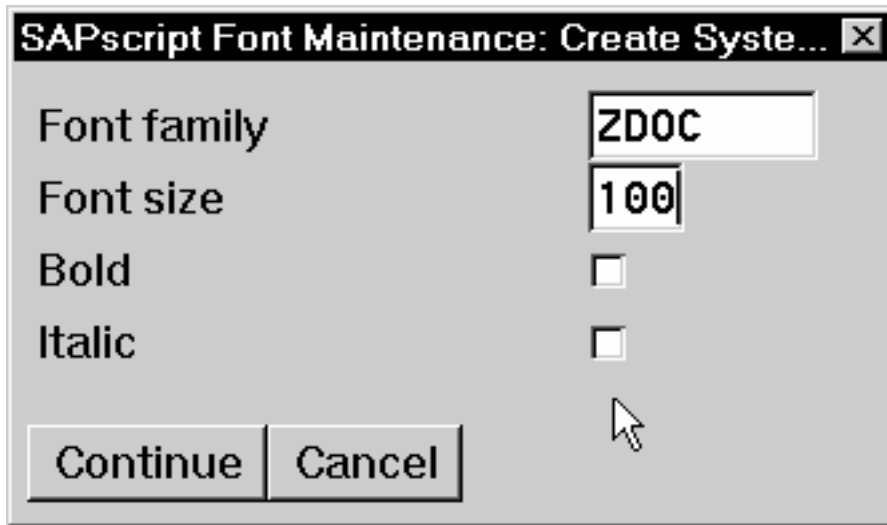 SAPscript Font Maintenance: Create Syste...
Font family ZDOC
Font size 100
Bold
Italic
Continue Cancel